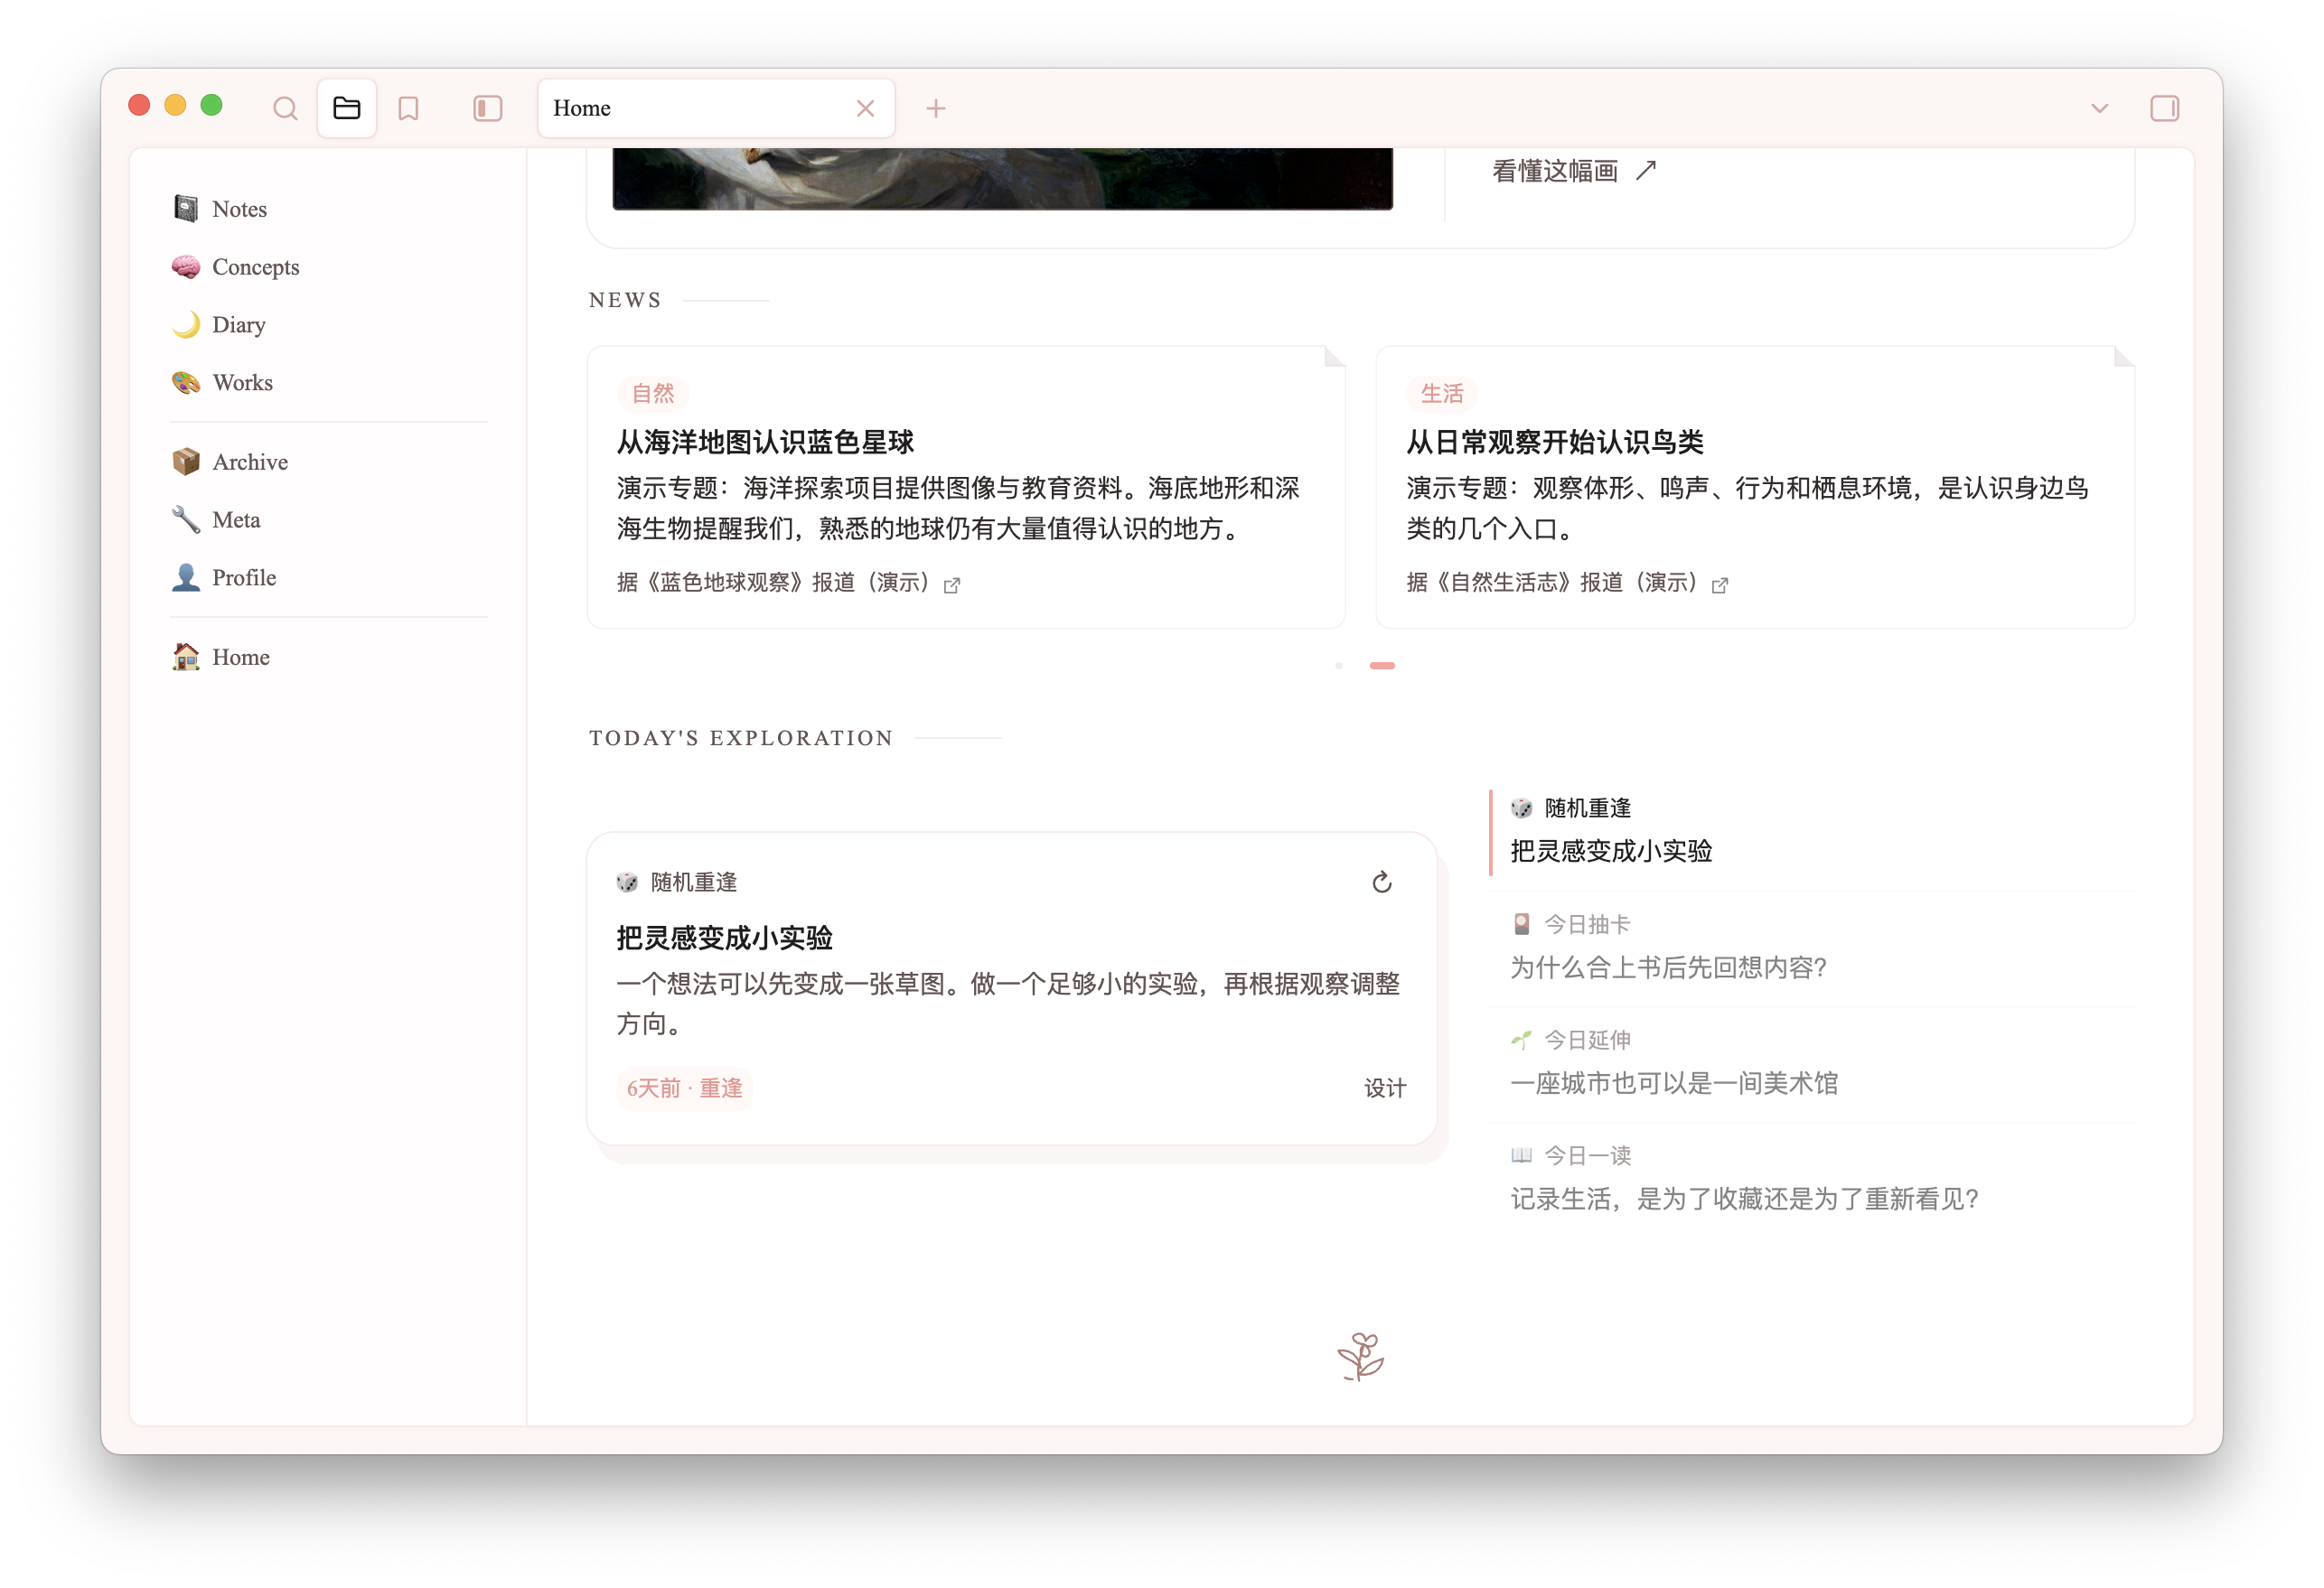 Home
Notes
Concepts
Diary
Works
Archive
Meta
Profile
Home
看懂这幅画
NEWS
自然
从海洋地图认识蓝色星球
演示专题：海洋探索项目提供图像与教育资料。海底地形和深
海生物提醒我们，熟悉的地球仍有大量值得认识的地方。
据《蓝色地球观察》报道（演示）
生活
从日常观察开始认识鸟类
演示专题：观察体形、鸣声、行为和栖息环境，是认识身边鸟
类的几个入口。
据《自然生活志》报道（演示）
TODAY'S EXPLORATION
随机重逢
把灵感变成小实验
一个想法可以先变成一张草图。做一个足够小的实验，再根据观察调整
方向。
6天前 · 重逢
设计
随机重逢
把灵感变成小实验
今日抽卡
为什么合上书后先回想内容？
今日延伸
一座城市也可以是一间美术馆
今日一读
记录生活，是为了收藏还是为了重新看见？